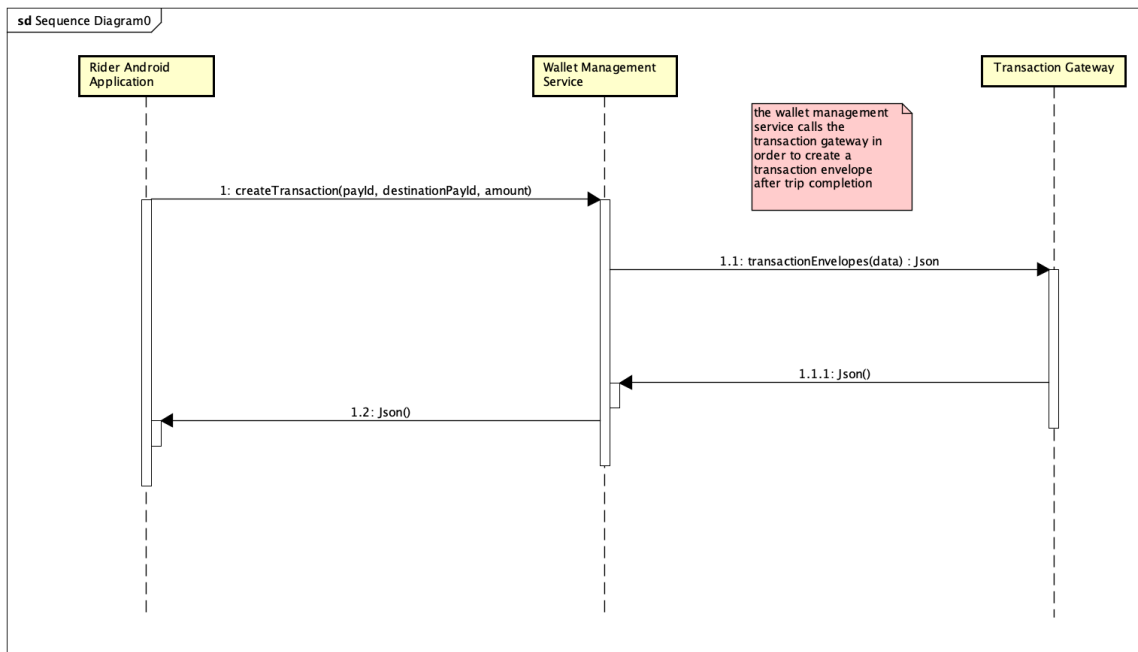 sd Sequence Diagram0
Rider Android
Application
Wallet Management
Service
Transaction Gateway
the wallet management
service calls the
transaction gateway in
order to create a
transaction envelope
after trip completion
1: createTransaction(payId, destinationPayId, amount)
1.1: transactionEnvelopes(data) : Json
1.1.1: Json()
1.2: Json()